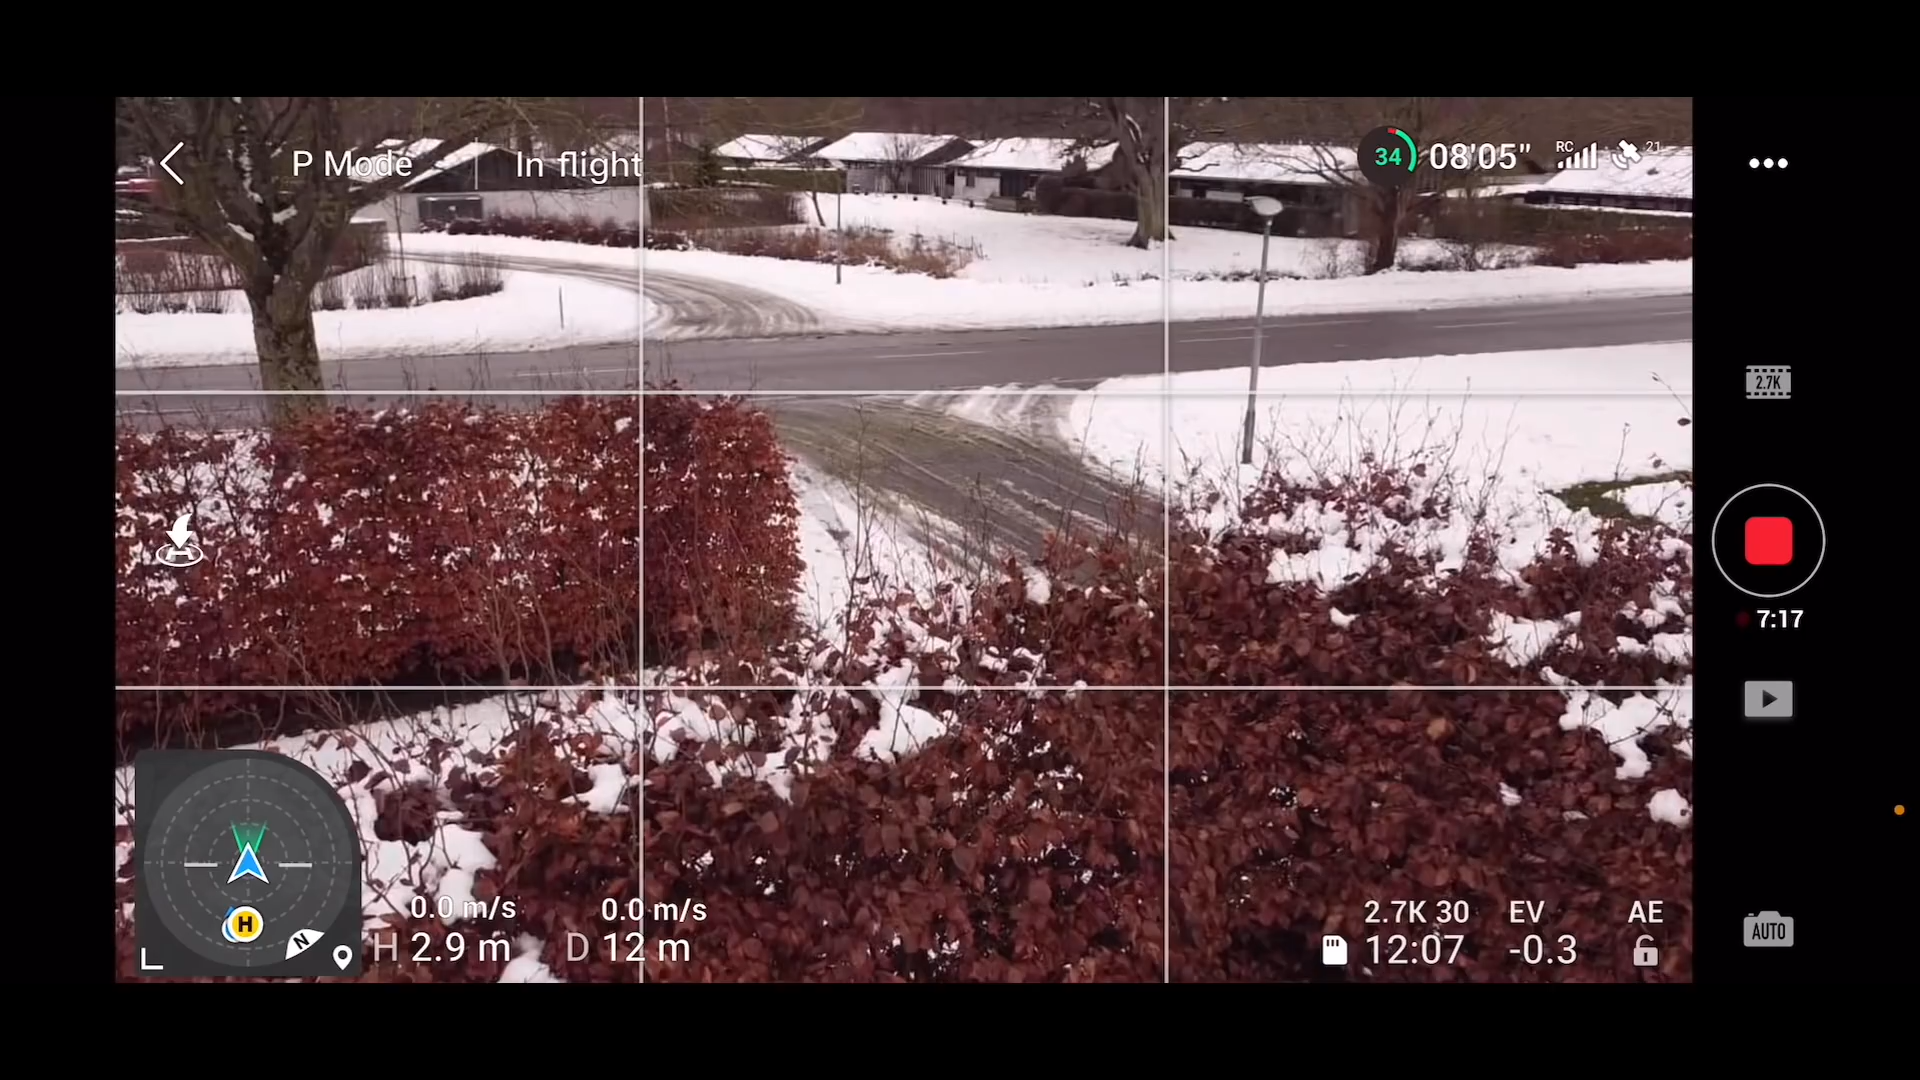 P Mode In flight 34 08'05" RC 21
2.7K
7:17
0.0 m/s 0.0 m/s
H 2.9 m D 12 m
H
N
2.7K 30 EV AE
12:07 -0.3
AUTO